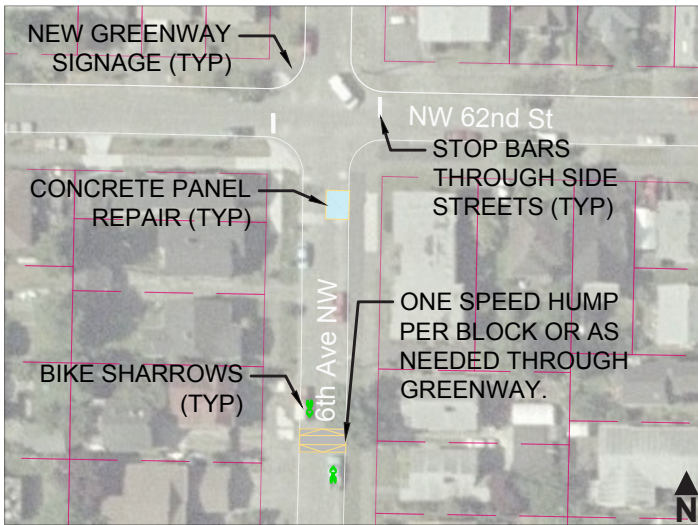 NEW GREENWAY
SIGNAGE (TYP)
NW 62nd St
STOP BARS
THROUGH SIDE
STREETS (TYP)
CONCRETE PANEL
REPAIR (TYP)
6th Ave NW
ONE SPEED HUMP
PER BLOCK OR AS
NEEDED THROUGH
GREENWAY.
BIKE SHARROWS
(TYP)
N